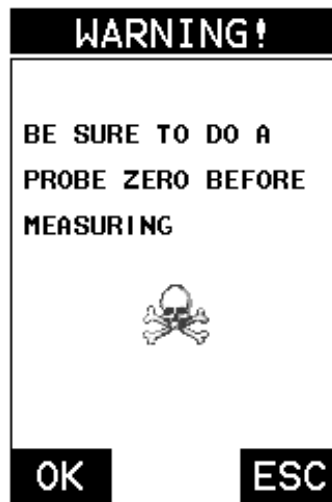 WARNING!
BE SURE TO DO A
PROBE ZERO BEFORE
MEASURING
OK
ESC